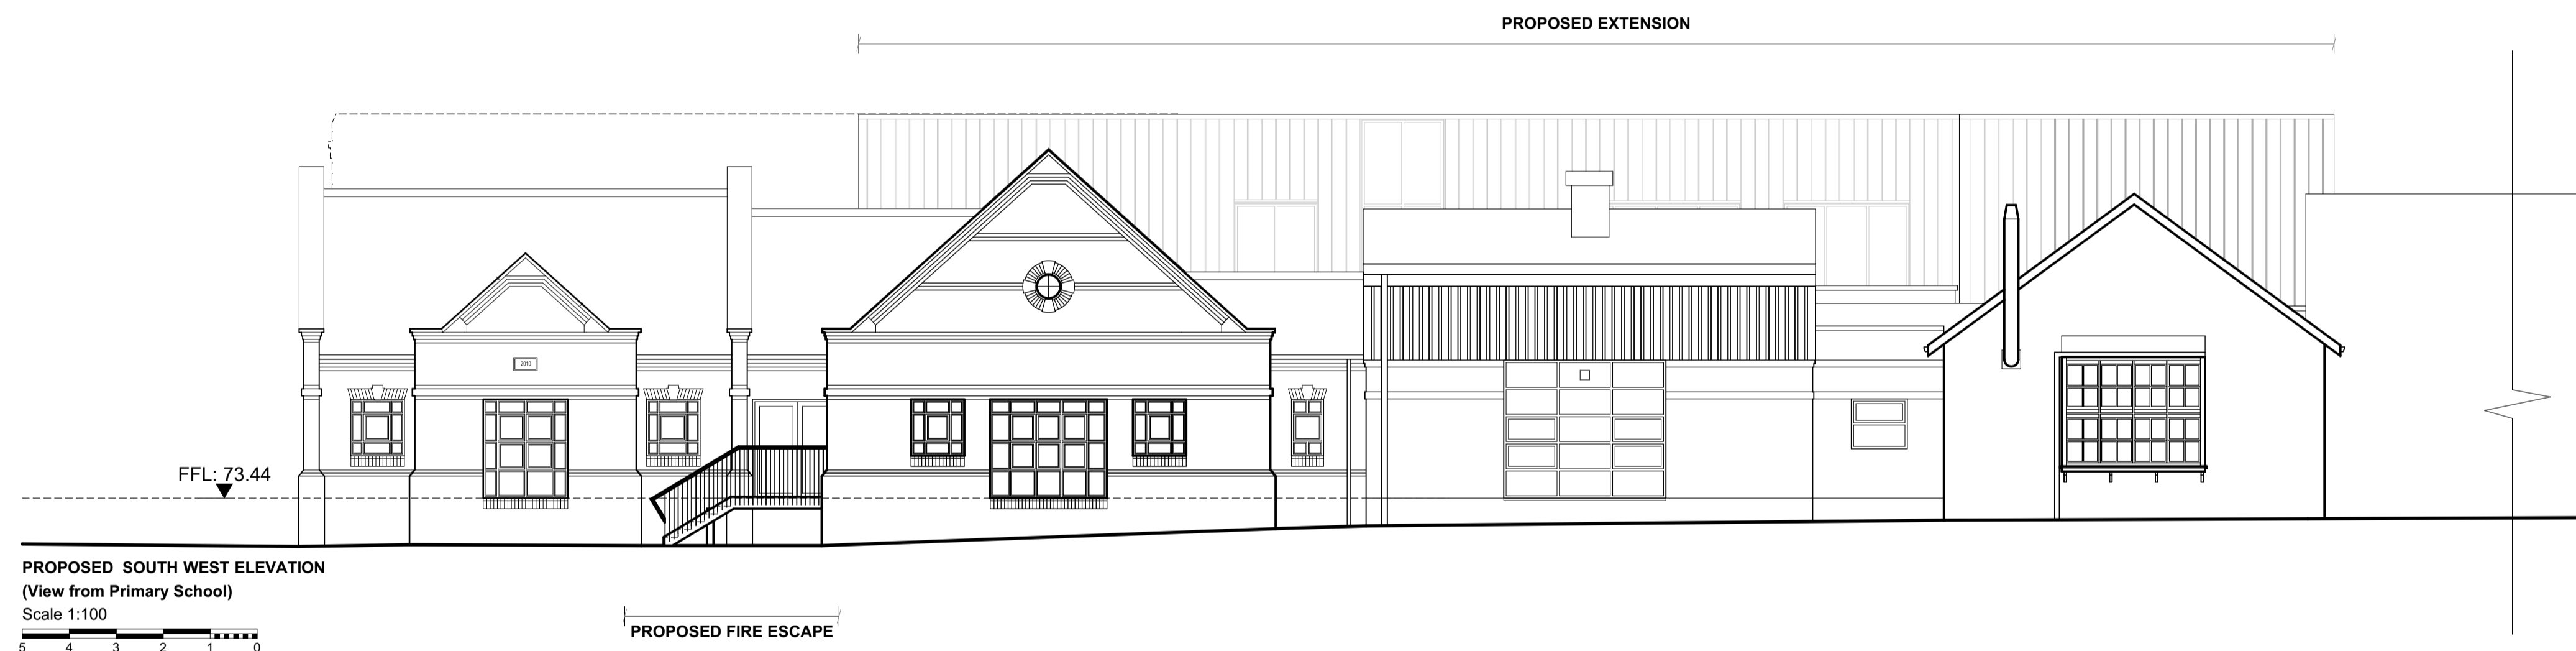 PROPOSED EXTENSION
2010
FFL: 73.44
PROPOSED SOUTH WEST ELEVATION
(View from Primary School)
Scale 1:100
5 4 3 2 1 0
PROPOSED FIRE ESCAPE